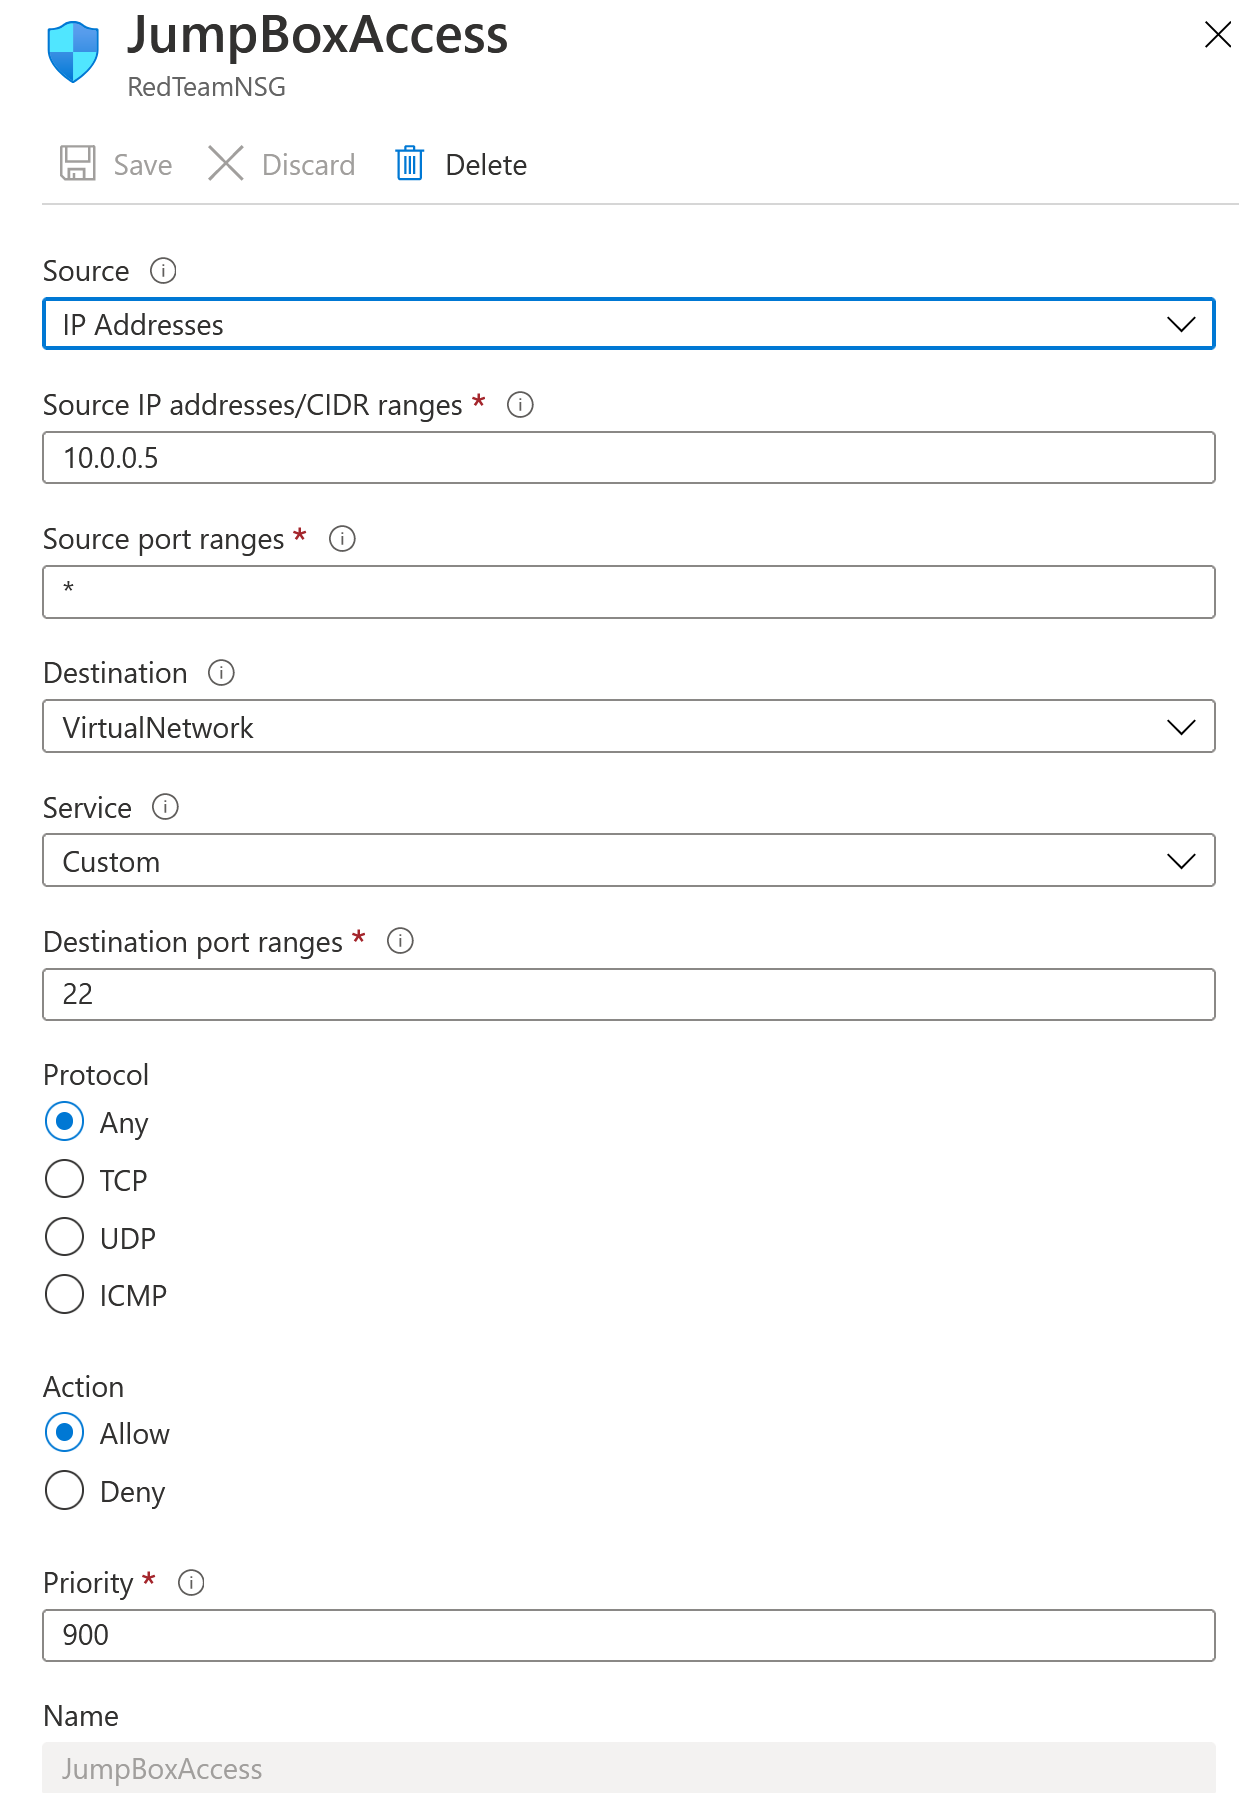 JumpBoxAccess
RedTeamNSG
Save Discard Delete
Source
IP Addresses
Source IP addresses/CIDR ranges *
10.0.0.5
Source port ranges *
*
Destination
VirtualNetwork
Service
Custom
Destination port ranges *
22
Protocol
Any
TCP
UDP
ICMP
Action
Allow
Deny
Priority *
900
Name
JumpBoxAccess